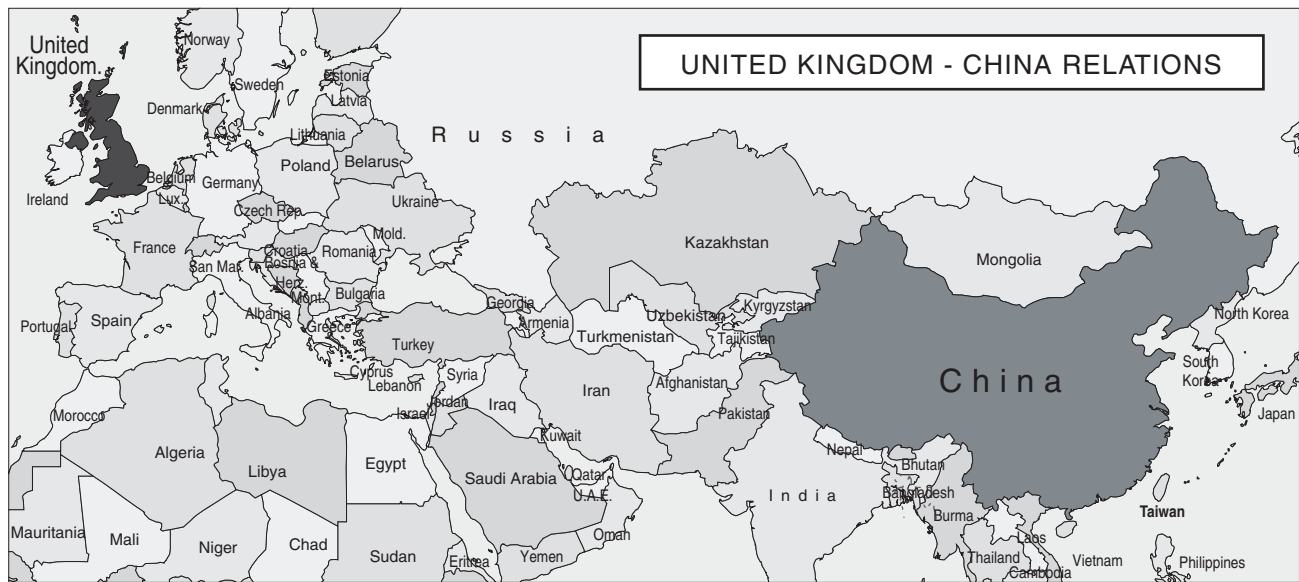 UNITED KINGDOM - CHINA RELATIONS
United
Kingdom.
Norway
Sweden
Estonia
Latvia
Denmark
Lithuania
Russia
Ireland
Belgium
Lux.
Germany
Poland
Belarus
Czech Rep.
Ukraine
Mold.
France
San Mar.
Croatia
Bosnia &
Herz.
Mont.
Romania
Bulgaria
Albania
Greece
Portugal
Spain
Kazakhstan
Mongolia
Georgia
Armenia
Turkmenistan
Uzbekistan
Kyrgyzstan
Tajikistan
North Korea
South
Korea
Japan
China
Turkey
Cyprus
Lebanon
Syria
Israel
Jordan
Iraq
Iran
Afghanistan
Pakistan
Morocco
Algeria
Libya
Egypt
Kuwait
Saudi Arabia
Qatar
U.A.E.
Oman
Yemen
Nepal
Bhutan
India
Bangladesh
Burma
Taiwan
Mauritania
Mali
Niger
Chad
Sudan
Eritrea
Laos
Thailand
Vietnam
Cambodia
Philippines